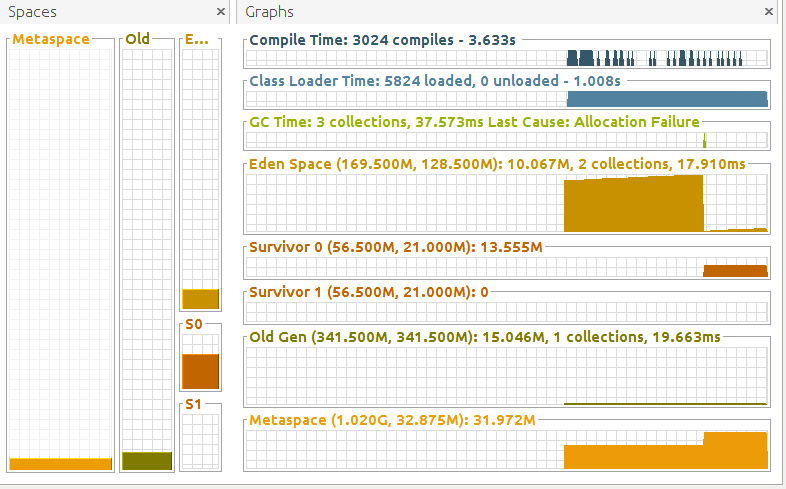 Spaces
Graphs
Metaspace
Old
E...
S0
S1
Compile Time: 3024 compiles - 3.633s
Class Loader Time: 5824 loaded, 0 unloaded - 1.008s
GC Time: 3 collections, 37.573ms Last Cause: Allocation Failure
Eden Space (169.500M, 128.500M): 10.067M, 2 collections, 17.910ms
Survivor 0 (56.500M, 21.000M): 13.555M
Survivor 1 (56.500M, 21.000M): 0
Old Gen (341.500M, 341.500M): 15.046M, 1 collections, 19.663ms
Metaspace (1.020G, 32.875M): 31.972M